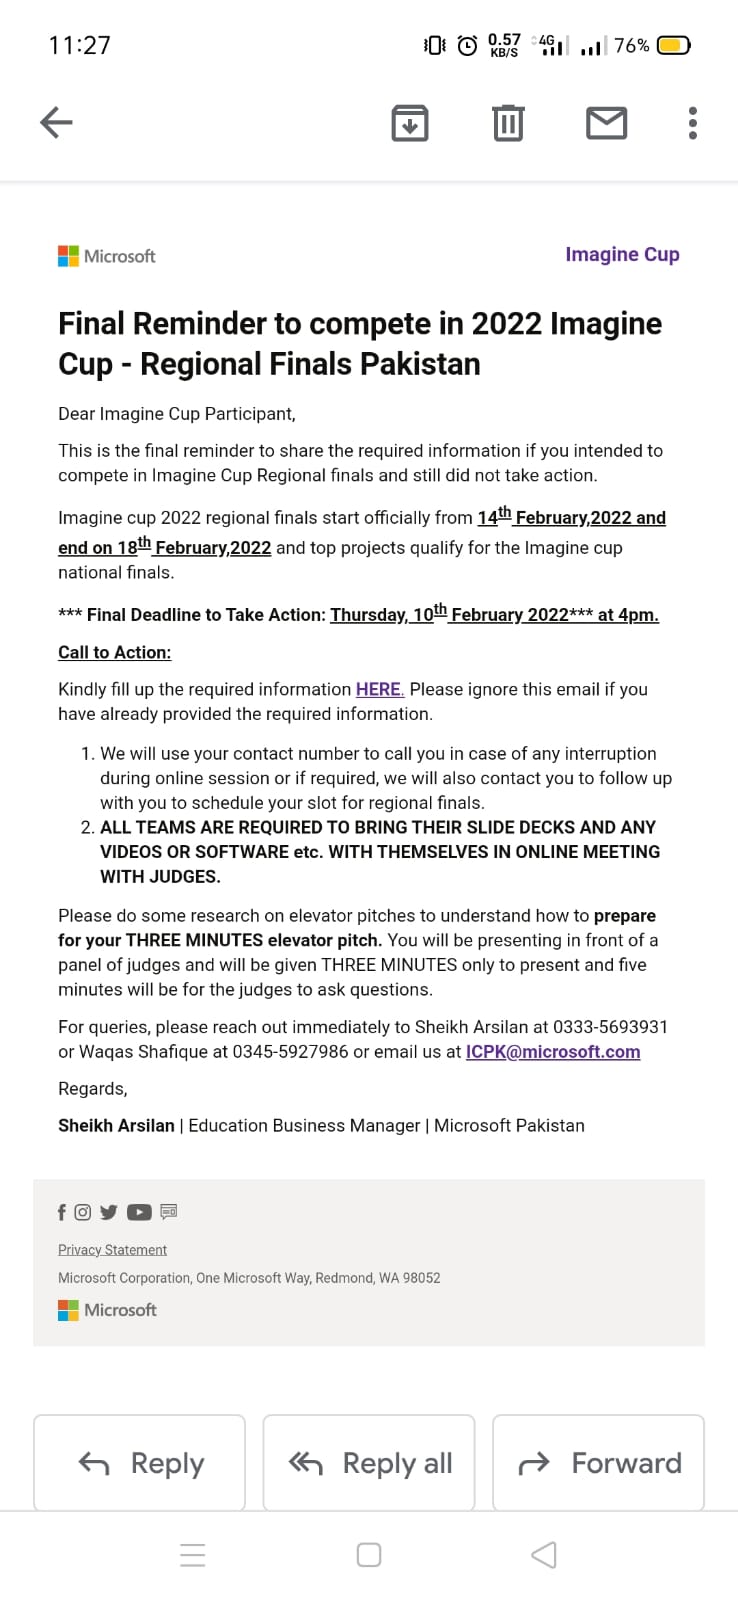 11:27
0.57 KB/S 4G 76%
Microsoft
Imagine Cup
Final Reminder to compete in 2022 Imagine
Cup - Regional Finals Pakistan
Dear Imagine Cup Participant,
This is the final reminder to share the required information if you intended to
compete in Imagine Cup Regional finals and still did not take action.
Imagine cup 2022 regional finals start officially from 14th February,2022 and
end on 18th February,2022 and top projects qualify for the Imagine cup
national finals.
*** Final Deadline to Take Action: Thursday, 10th February 2022*** at 4pm.
Call to Action:
Kindly fill up the required information HERE. Please ignore this email if you
have already provided the required information.
1. We will use your contact number to call you in case of any interruption
during online session or if required, we will also contact you to follow up
with you to schedule your slot for regional finals.
2. ALL TEAMS ARE REQUIRED TO BRING THEIR SLIDE DECKS AND ANY
VIDEOS OR SOFTWARE etc. WITH THEMSELVES IN ONLINE MEETING
WITH JUDGES.
Please do some research on elevator pitches to understand how to prepare
for your THREE MINUTES elevator pitch. You will be presenting in front of a
panel of judges and will be given THREE MINUTES only to present and five
minutes will be for the judges to ask questions.
For queries, please reach out immediately to Sheikh Arsilan at 0333-5693931
or Waqas Shafique at 0345-5927986 or email us at ICPK@microsoft.com
Regards,
Sheikh Arsilan | Education Business Manager | Microsoft Pakistan
Privacy Statement
Microsoft Corporation, One Microsoft Way, Redmond, WA 98052
Microsoft
Reply
Reply all
Forward